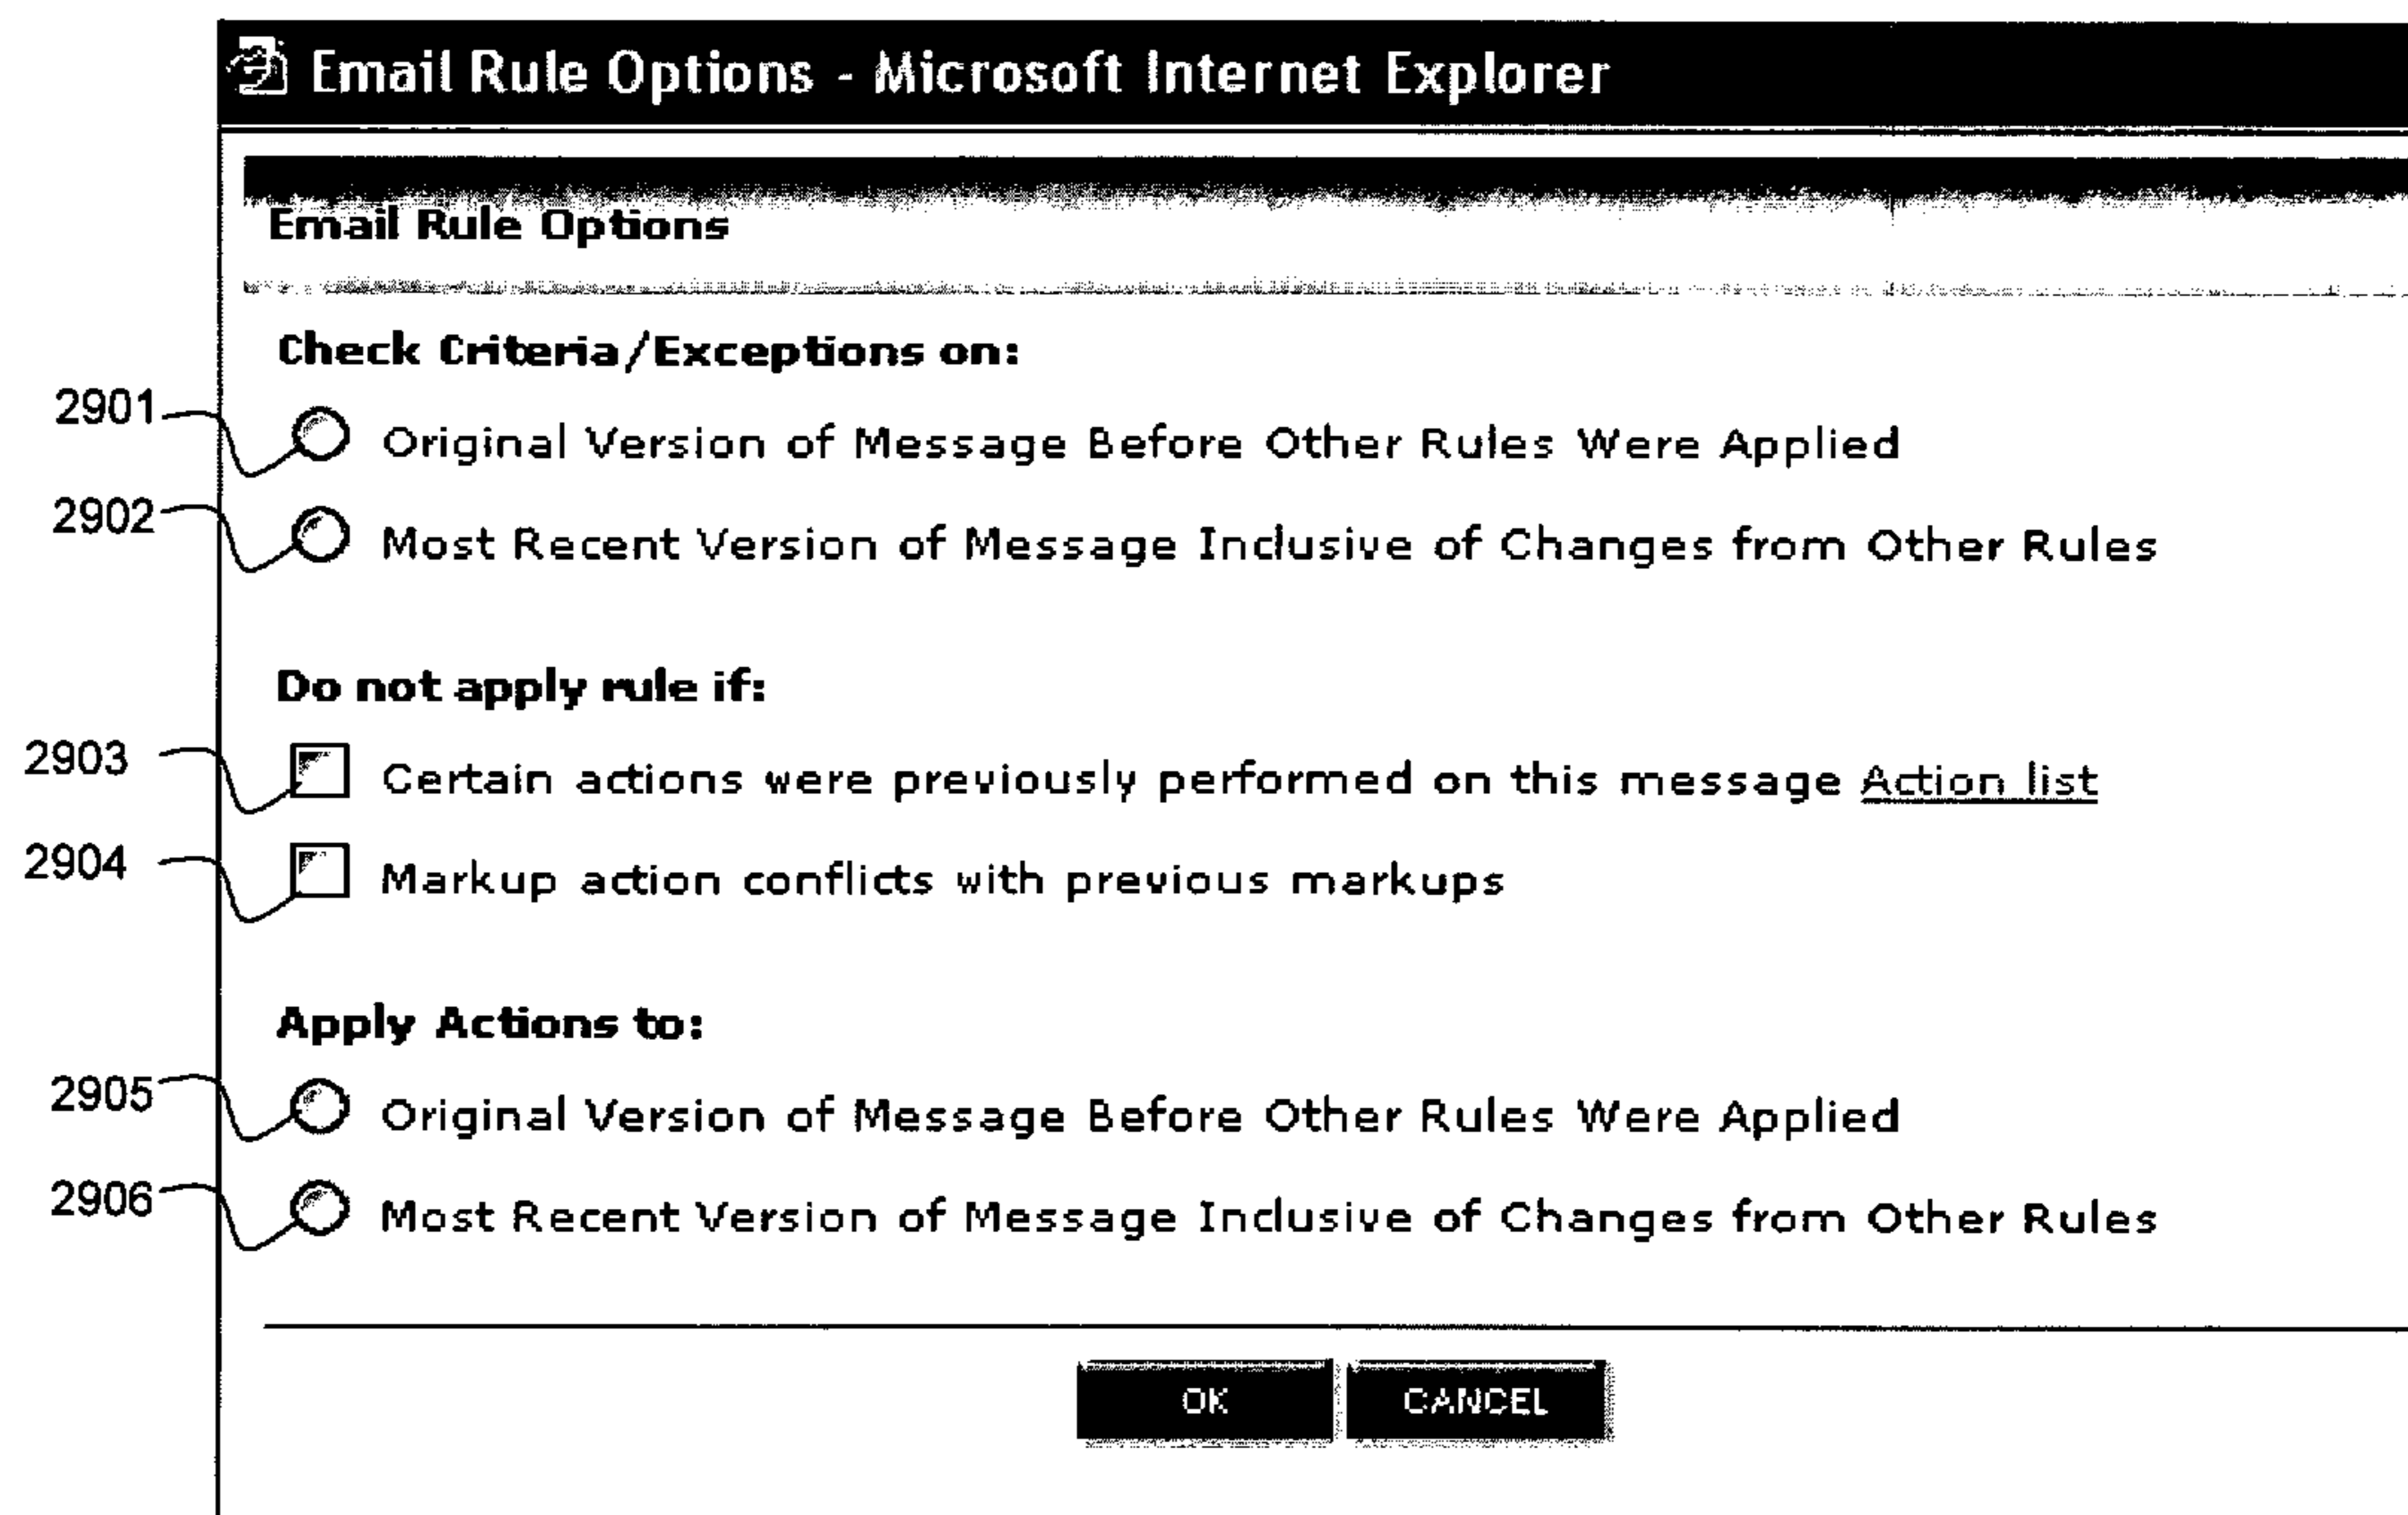 Email Rule Options - Microsoft Internet Explorer
Email Rule Options
Check Criteria/Exceptions on:
2901 Original Version of Message Before Other Rules Were Applied
2902 Most Recent Version of Message Inclusive of Changes from Other Rules
Do not apply rule if:
2903 Certain actions were previously performed on this message Action list
2904 Markup action conflicts with previous markups
Apply Actions to:
2905 Original Version of Message Before Other Rules Were Applied
2906 Most Recent Version of Message Inclusive of Changes from Other Rules
OK CANCEL